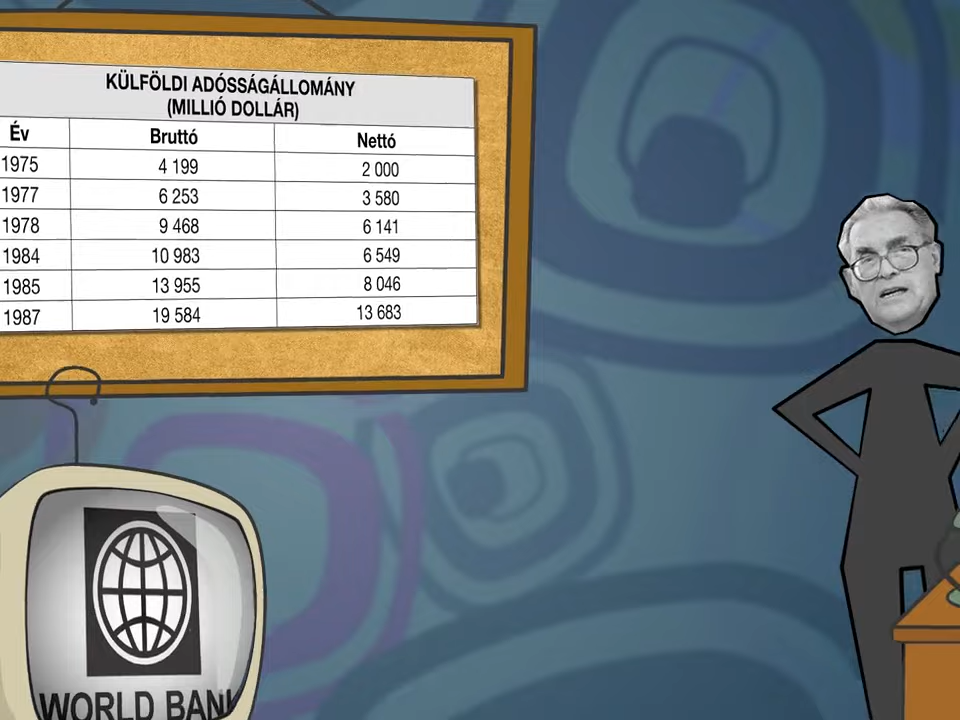 KÜLFÖLDI ADÓSSÁGÁLLOMÁNY
(MILLIÓ DOLLÁR)
Év Bruttó Nettó
1975 4 199 2 000
1977 6 253 3 580
1978 9 468 6 141
1984 10 983 6 549
1985 13 955 8 046
1987 19 584 13 683
WORLD BANK